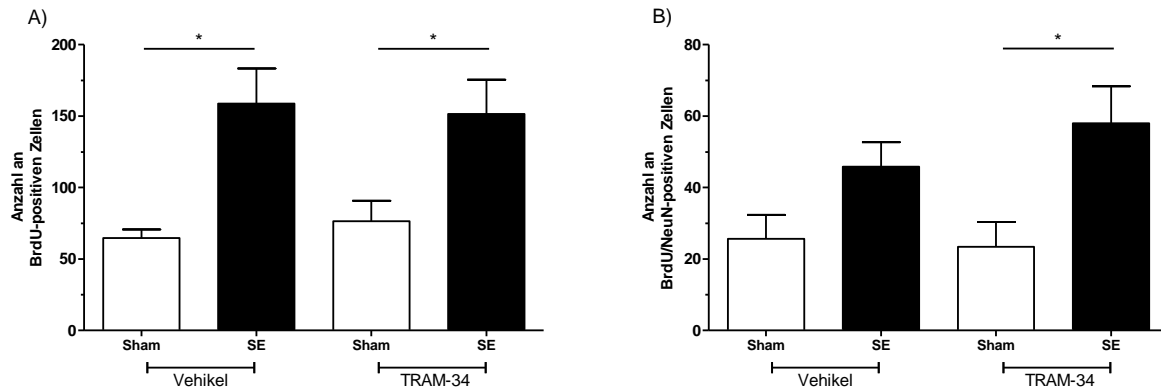 A)
*
*
200
150
100
50
0
Anzahl an
BrdU-positiven Zellen
Sham
SE
Sham
SE
Vehikel
TRAM-34
B)
*
80
60
40
20
0
Anzahl an
BrdU/NeuN-positiven Zellen
Sham
SE
Sham
SE
Vehikel
TRAM-34